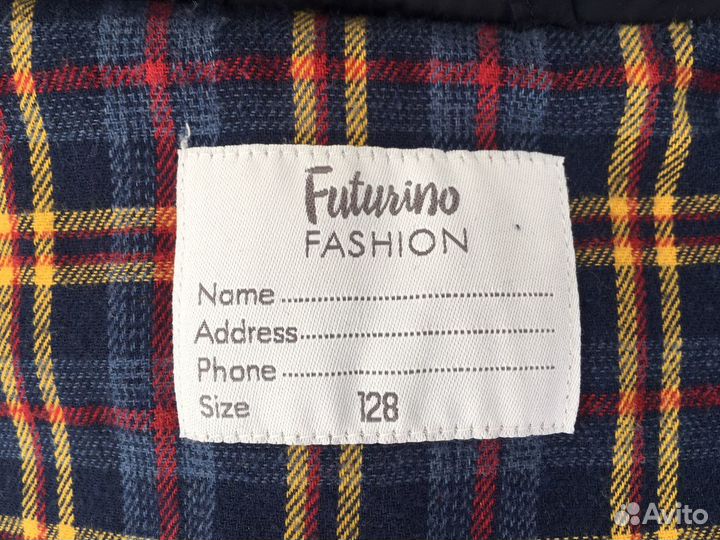 Futurino
FASHION
Name
Address
Phone
Size 128
Avito